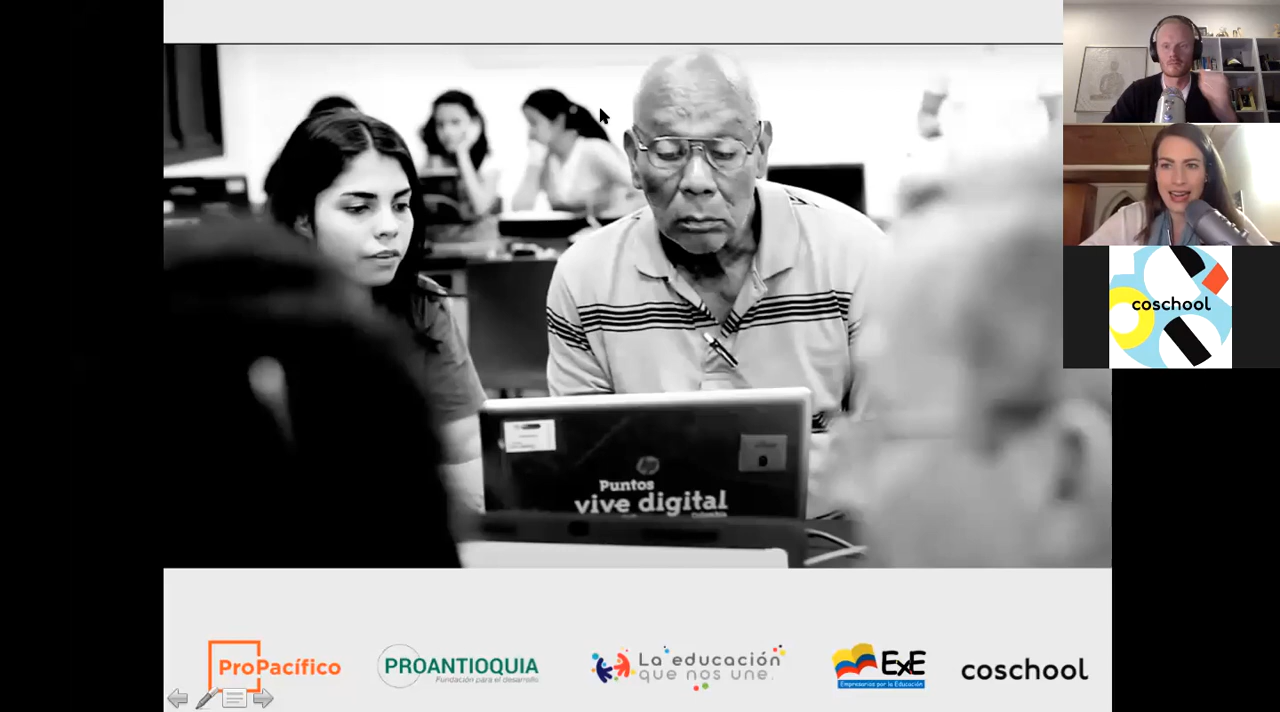 coschool
Puntos
vive digital
Colombia
ProPacífico
PROANTIOQUIA
Fundación para el desarrollo.
La educación
que nos une.
ExE
Empresarios por la Educación
coschool